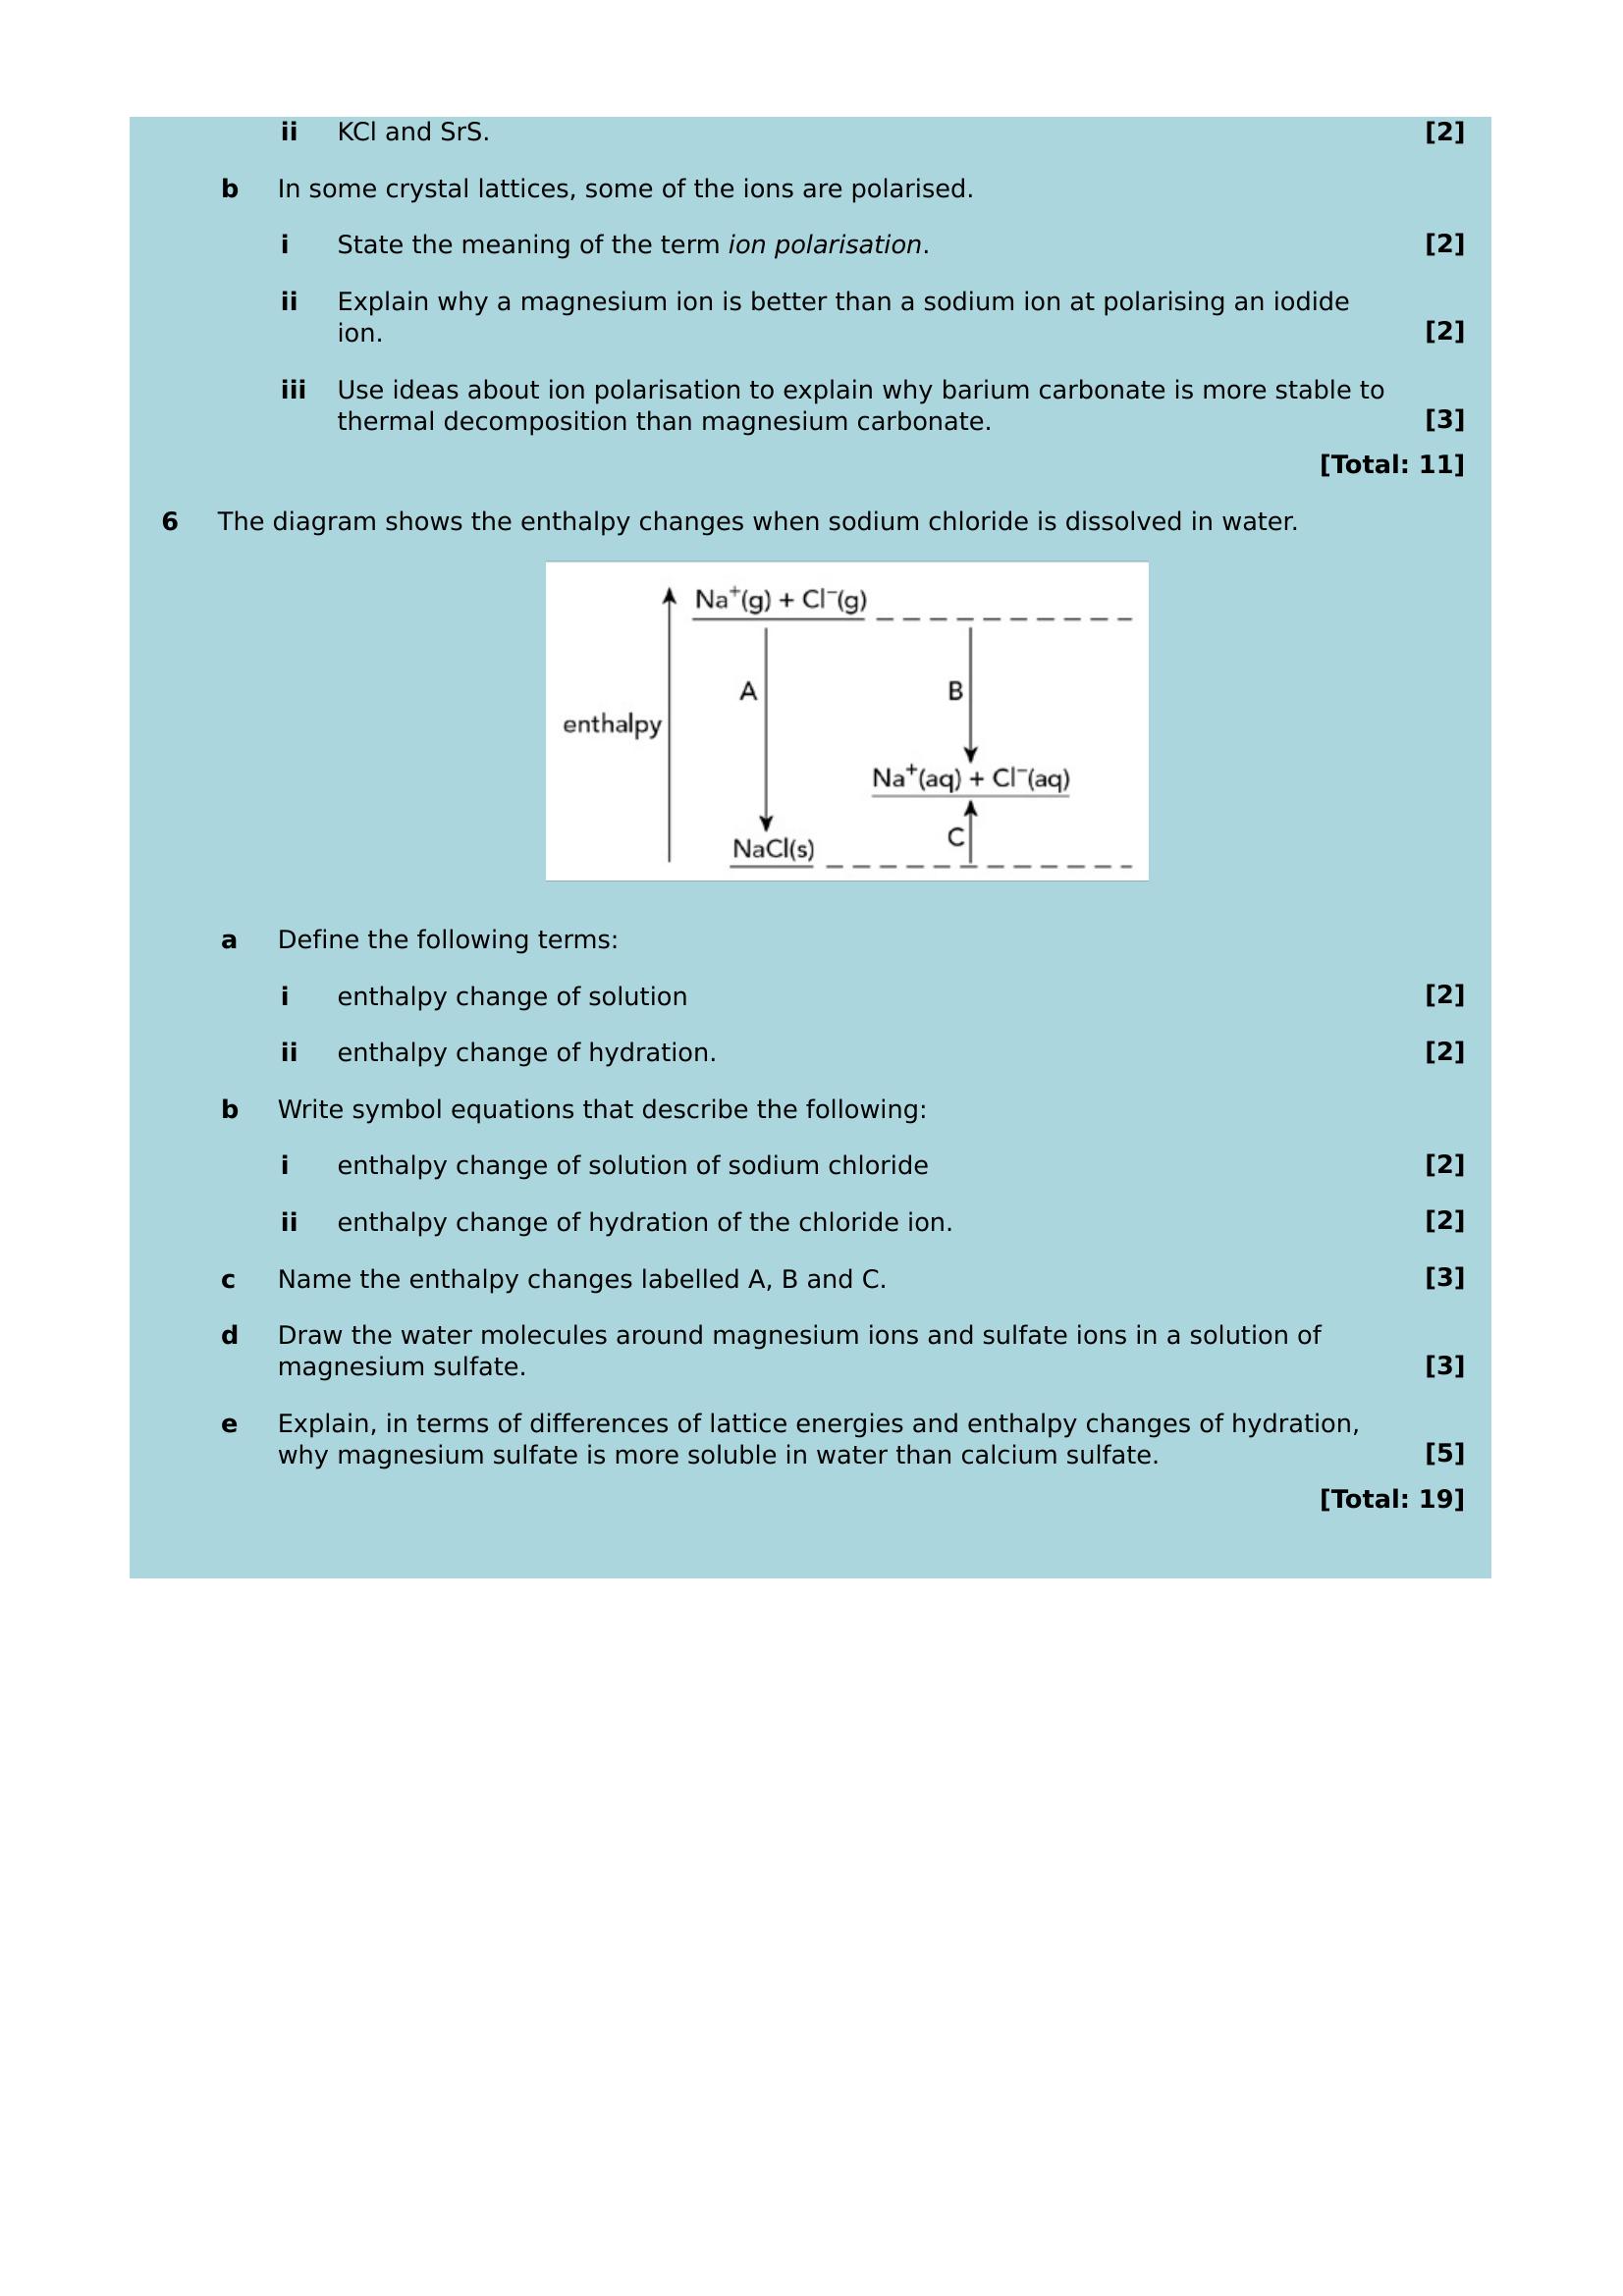 ii KCl and SrS. [2]
b In some crystal lattices, some of the ions are polarised.
i State the meaning of the term ion polarisation. [2]
ii Explain why a magnesium ion is better than a sodium ion at polarising an iodide
ion. [2]
iii Use ideas about ion polarisation to explain why barium carbonate is more stable to
thermal decomposition than magnesium carbonate. [3]
[Total: 11]
6 The diagram shows the enthalpy changes when sodium chloride is dissolved in water.
Na⁺(g) + Cl⁻(g)
A B
enthalpy
Na⁺(aq) + Cl⁻(aq)
C
NaCl(s)
a Define the following terms:
i enthalpy change of solution [2]
ii enthalpy change of hydration. [2]
b Write symbol equations that describe the following:
i enthalpy change of solution of sodium chloride [2]
ii enthalpy change of hydration of the chloride ion. [2]
c Name the enthalpy changes labelled A, B and C. [3]
d Draw the water molecules around magnesium ions and sulfate ions in a solution of
magnesium sulfate. [3]
e Explain, in terms of differences of lattice energies and enthalpy changes of hydration,
why magnesium sulfate is more soluble in water than calcium sulfate. [5]
[Total: 19]